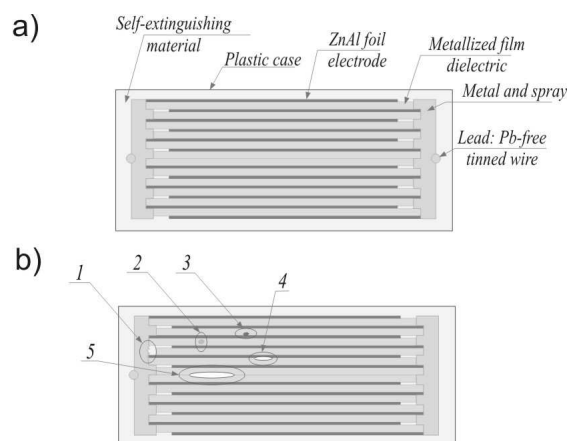 a)
Self-extinguishing
material
Plastic case
ZnAl foil
electrode
Metallized film
dielectric
Metal and spray
Lead: Pb-free
tinned wire
b)
1
2
3
4
5